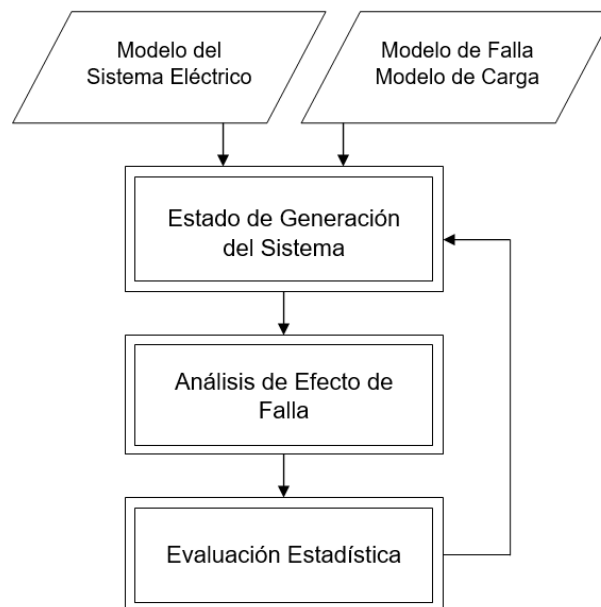 Modelo del
Sistema Eléctrico
Modelo de Falla
Modelo de Carga
Estado de Generación
del Sistema
Análisis de Efecto de
Falla
Evaluación Estadística